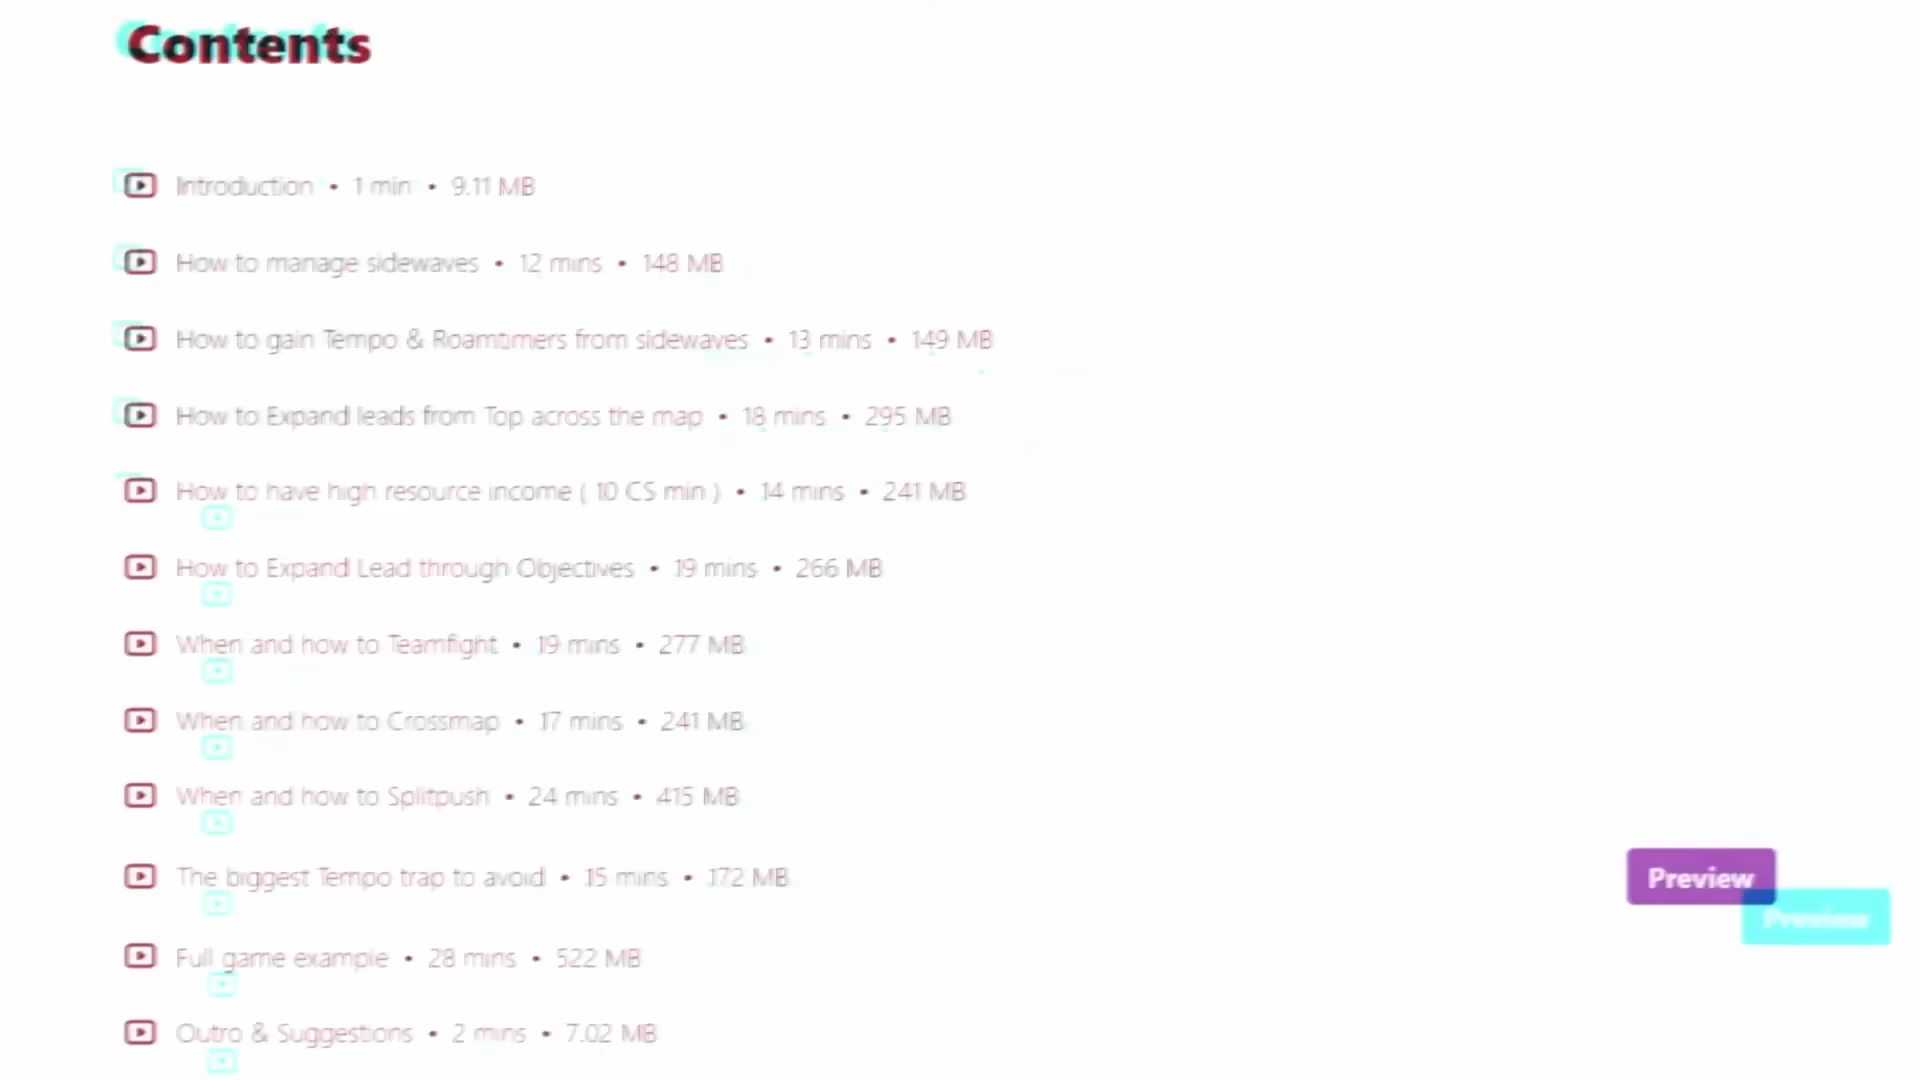 Contents
Introduction • 1 min • 9.11 MB
How to manage sidewaves • 12 mins • 148 MB
How to gain Tempo & Roamtimers from sidewaves • 13 mins • 149 MB
How to Expand leads from Top across the map • 18 mins • 295 MB
How to have high resource income ( 10 CS min ) • 14 mins • 241 MB
How to Expand Lead through Objectives • 19 mins • 266 MB
When and how to Teamfight • 19 mins • 277 MB
When and how to Crossmap • 17 mins • 241 MB
When and how to Splitpush • 24 mins • 415 MB
The biggest Tempo trap to avoid • 15 mins • 172 MB
Preview
Preview
Full game example • 28 mins • 522 MB
Outro & Suggestions • 2 mins • 7.02 MB